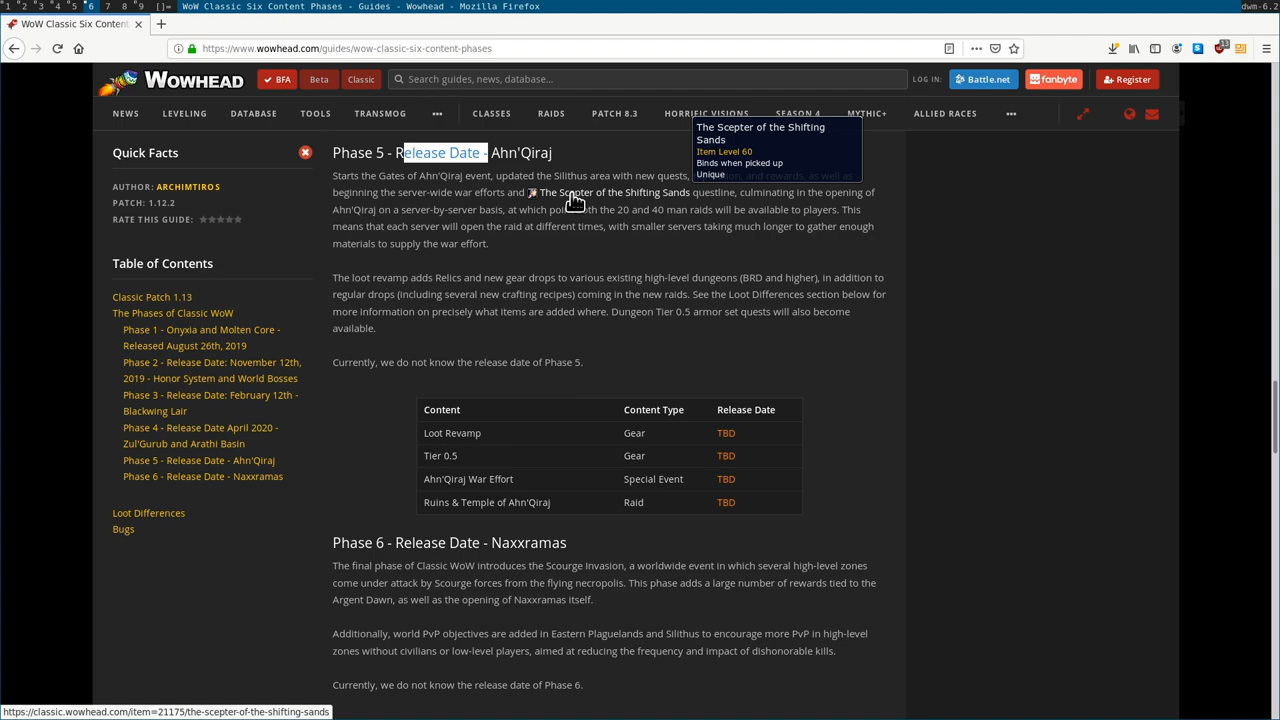 1 2 3 4 5 6 7 8 9 []= WoW Classic Six Content Phases - Guides - Wowhead - Mozilla Firefox dwm-6.2
WoW Classic Six Content
https://www.wowhead.com/guides/wow-classic-six-content-phases
13
WOWHEAD BFA Beta Classic Search guides, news, database... LOG IN: Battle.net fanbyte Register
NEWS LEVELING DATABASE TOOLS TRANSMOG ••• CLASSES RAIDS PATCH 8.3 HORRIFIC VISIONS SEASON 4 MYTHIC+ ALLIED RACES •••
The Scepter of the Shifting
Sands
Item Level 60
Binds when picked up
Unique
Quick Facts
AUTHOR: ARCHIMTIROS
PATCH: 1.12.2
RATE THIS GUIDE:
Table of Contents
Classic Patch 1.13
The Phases of Classic WoW
Phase 1 - Onyxia and Molten Core -
Released August 26th, 2019
Phase 2 - Release Date: November 12th,
2019 - Honor System and World Bosses
Phase 3 - Release Date: February 12th -
Blackwing Lair
Phase 4 - Release Date April 2020 -
Zul'Gurub and Arathi Basin
Phase 5 - Release Date - Ahn'Qiraj
Phase 6 - Release Date - Naxxramas
Loot Differences
Bugs
Phase 5 - Release Date - Ahn'Qiraj
Starts the Gates of Ahn'Qiraj event, updated the Silithus area with new quests, and rewards, as well as
beginning the server-wide war efforts and The Scepter of the Shifting Sands questline, culminating in the opening of
Ahn'Qiraj on a server-by-server basis, at which point both the 20 and 40 man raids will be available to players. This
means that each server will open the raid at different times, with smaller servers taking much longer to gather enough
materials to supply the war effort.
The loot revamp adds Relics and new gear drops to various existing high-level dungeons (BRD and higher), in addition to
regular drops (including several new crafting recipes) coming in the new raids. See the Loot Differences section below for
more information on precisely what items are added where. Dungeon Tier 0.5 armor set quests will also become
available.
Currently, we do not know the release date of Phase 5.
Content Content Type Release Date
Loot Revamp Gear TBD
Tier 0.5 Gear TBD
Ahn'Qiraj War Effort Special Event TBD
Ruins & Temple of Ahn'Qiraj Raid TBD
Phase 6 - Release Date - Naxxramas
The final phase of Classic WoW introduces the Scourge Invasion, a worldwide event in which several high-level zones
come under attack by Scourge forces from the flying necropolis. This phase adds a large number of rewards tied to the
Argent Dawn, as well as the opening of Naxxramas itself.
Additionally, world PvP objectives are added in Eastern Plaguelands and Silithus to encourage more PvP in high-level
zones without civilians or low-level players, aimed at reducing the frequency and impact of dishonorable kills.
Currently, we do not know the release date of Phase 6.
https://classic.wowhead.com/item=21175/the-scepter-of-the-shifting-sands